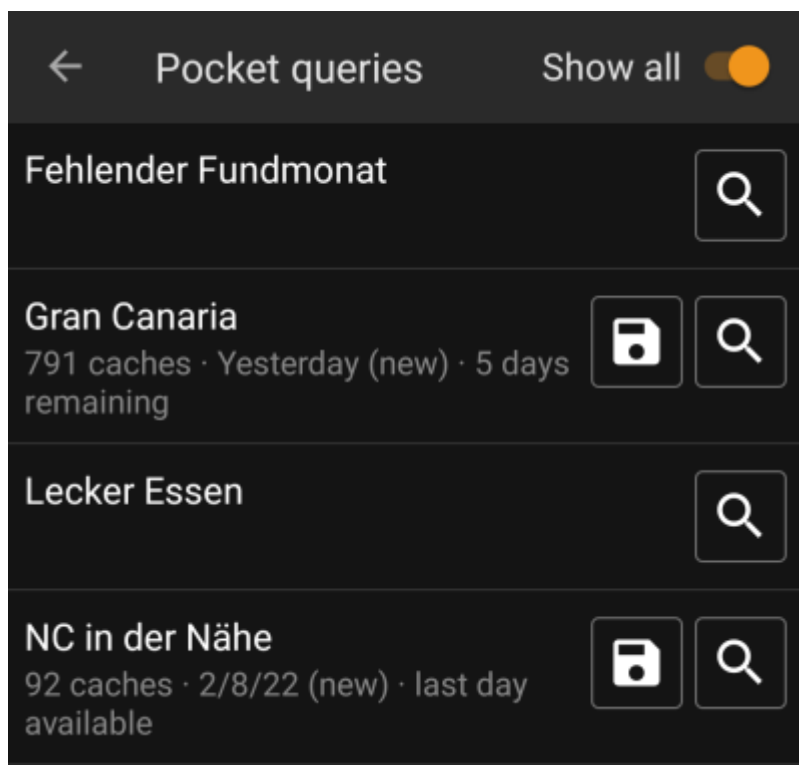 Pocket queries Show all
Fehlender Fundmonat
Gran Canaria
791 caches · Yesterday (new) · 5 days
remaining
Lecker Essen
NC in der Nähe
92 caches · 2/8/22 (new) · last day
available